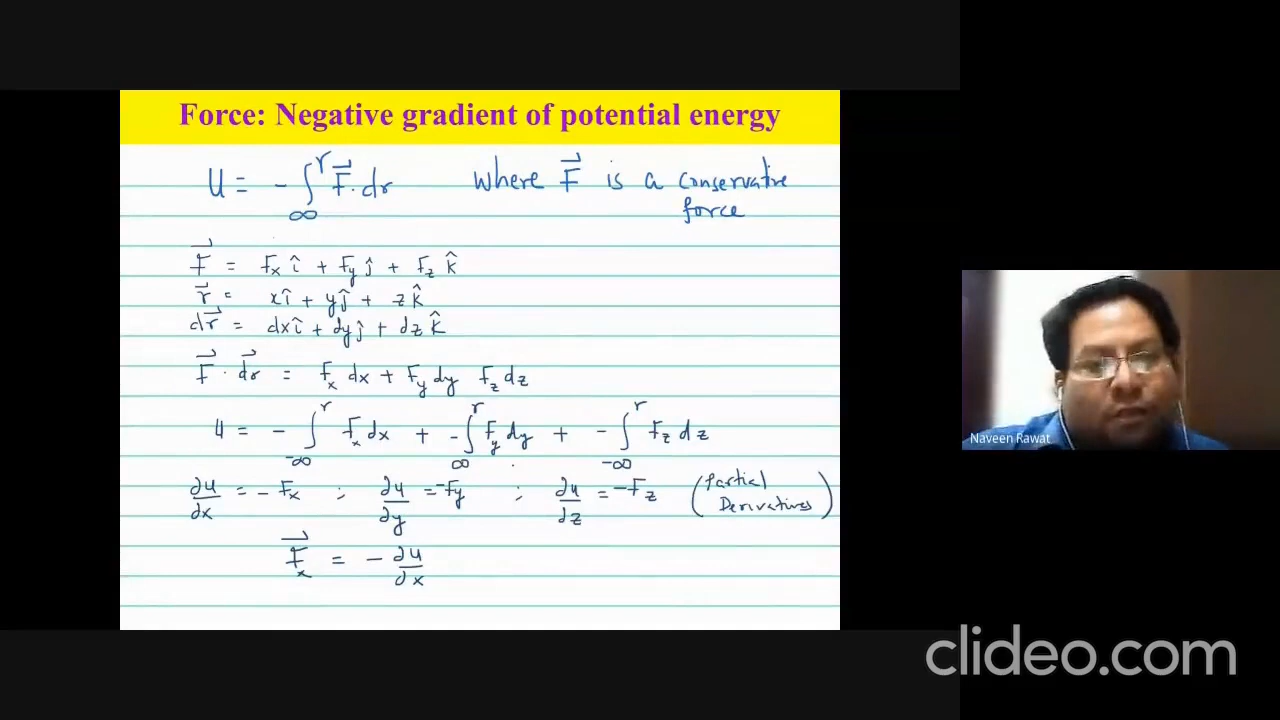 Force: Negative gradient of potential energy
U = - ∫_∞^r F⃗ · dr where F⃗ is a conservative
force
F⃗ = Fx î + Fy ĵ + Fz k̂
r⃗ = xî + yĵ + zk̂
dr⃗ = dxî + dyĵ + dz k̂
F⃗ · dr⃗ = Fx dx + Fy dy Fz dz
U = - ∫_-∞^r Fx dx + - ∫_∞^r Fy dy + - ∫_-∞^r Fz dz
∂u/∂x = - Fx ; ∂u/∂y = -Fy ; ∂u/∂z = -Fz (Partial Derivatives)
F⃗x = - ∂u/∂x
Naveen Rawat
clideo.com